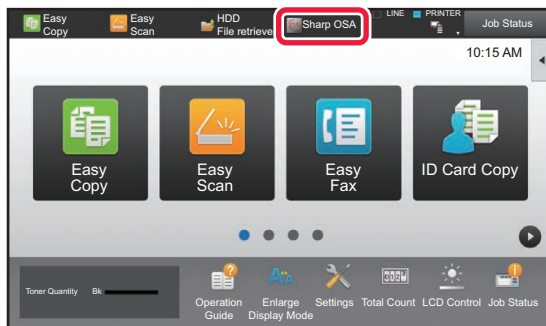 Easy
Copy
Easy
Scan
HDD
File retrieve
Sharp OSA
LINE
PRINTER
Job Status
10:15 AM
Easy
Copy
Easy
Scan
Easy
Fax
ID Card Copy
Toner Quantity
Bk
Operation
Guide
Enlarge
Display Mode
Settings
Total Count
LCD Control
Job Status